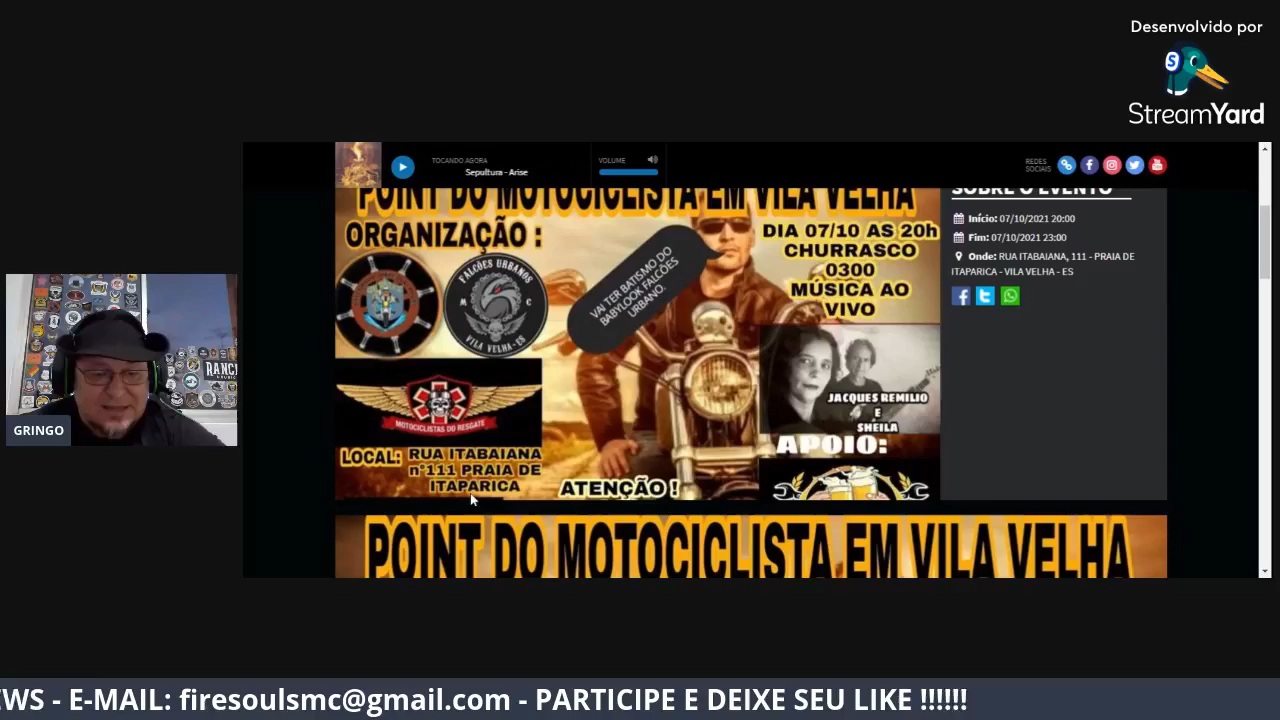 Desenvolvido por
StreamYard
TOCANDO AGORA
Sepultura - Arise
VOLUME
REDES
SOCIAIS
POINT DO MOTOCICLISTA EM VILA VELHA
ORGANIZAÇÃO :
FALCÕES URBANOS
M C
VILA VELHA-ES
MOTOCICLISTAS DO RESGATE
LOCAL: RUA ITABAIANA
nº111 PRAIA DE
ITAPARICA
VAI TER BATISMO DO
BABYLOOK FALCÕES
URBANO.
ATENÇÃO !
DIA 07/10 AS 20h
CHURRASCO
0300
MÚSICA AO
VIVO
JACQUES REMILIO
E
SHEILA
APOIO:
SOBRE O EVENTO
Início: 07/10/2021 20:00
Fim: 07/10/2021 23:00
Onde: RUA ITABAIANA, 111 - PRAIA DE
ITAPARICA - VILA VELHA - ES
POINT DO MOTOCICLISTA EM VILA VELHA
GRINGO
EWS - E-MAIL: firesoulsmc@gmail.com - PARTICIPE E DEIXE SEU LIKE !!!!!!